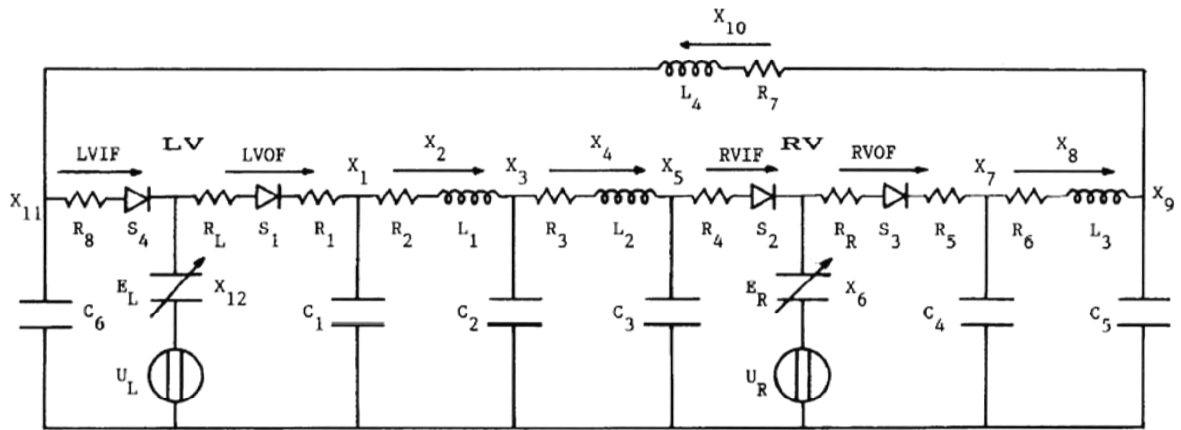 X10
L4 R7
LVIF LV LVOF X1 X2 X3 X4 X5 RVIF RV RVOF X7 X8
X11 X9
R8 S4 RL S1 R1 R2 L1 R3 L2 R4 S2 RR S3 R5 R6 L3
EL X12 ER X6
C6 C1 C2 C3 C4 C5
UL UR